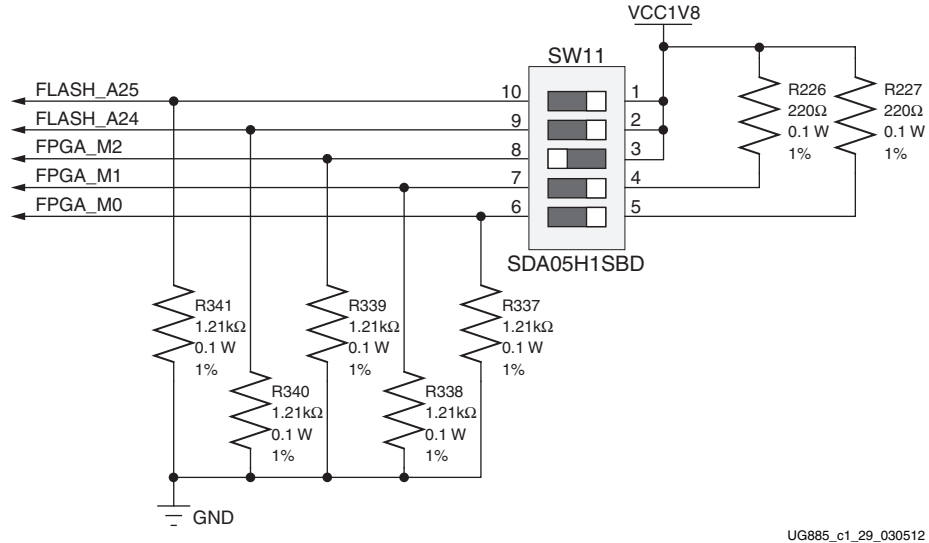 VCC1V8
SW11
FLASH_A25
10
1
R226
220Ω
0.1 W
1%
R227
220Ω
0.1 W
1%
FLASH_A24
9
2
FPGA_M2
8
3
FPGA_M1
7
4
FPGA_M0
6
5
SDA05H1SBD
R341
1.21kΩ
0.1 W
1%
R339
1.21kΩ
0.1 W
1%
R337
1.21kΩ
0.1 W
1%
R340
1.21kΩ
0.1 W
1%
R338
1.21kΩ
0.1 W
1%
GND
UG885_c1_29_030512